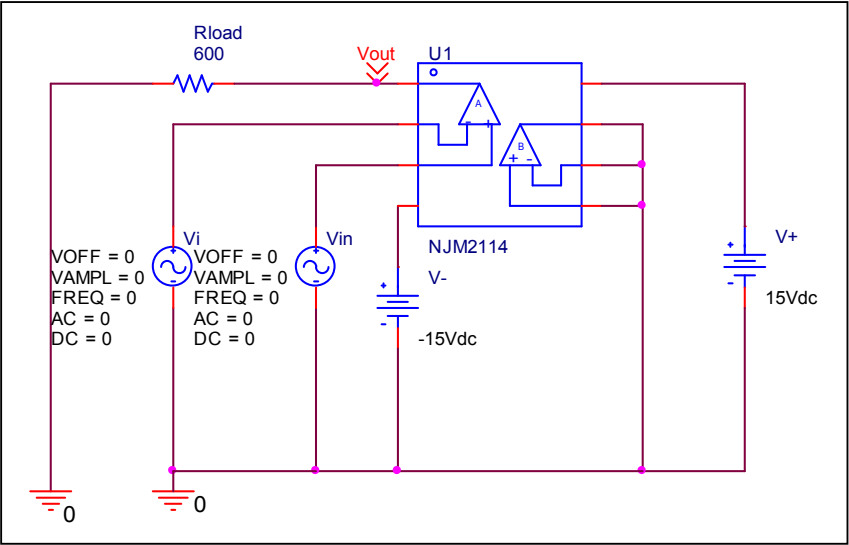 Rload
600
Vout
U1
A
- +
B
+ -
NJM2114
Vi
VOFF = 0
VAMPL = 0
FREQ = 0
AC = 0
DC = 0
Vin
VOFF = 0
VAMPL = 0
FREQ = 0
AC = 0
DC = 0
V-
-15Vdc
V+
15Vdc
0
0